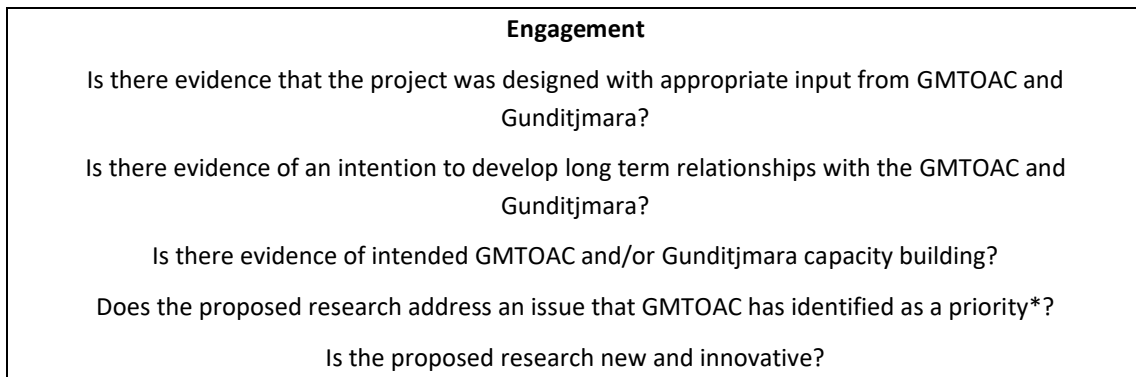 Engagement
Is there evidence that the project was designed with appropriate input from GMTOAC and
Gunditjmara?
Is there evidence of an intention to develop long term relationships with the GMTOAC and
Gunditjmara?
Is there evidence of intended GMTOAC and/or Gunditjmara capacity building?
Does the proposed research address an issue that GMTOAC has identified as a priority*?
Is the proposed research new and innovative?